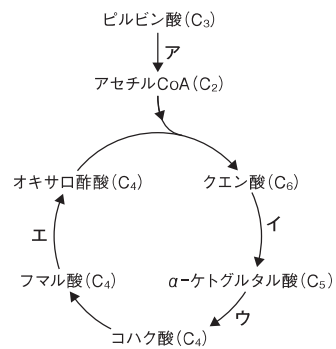 ピルビン酸(C₃)
ア
アセチルCoA(C₂)
オキサロ酢酸(C₄)
クエン酸(C₆)
エ
イ
フマル酸(C₄)
α-ケトグルタル酸(C₅)
ウ
コハク酸(C₄)